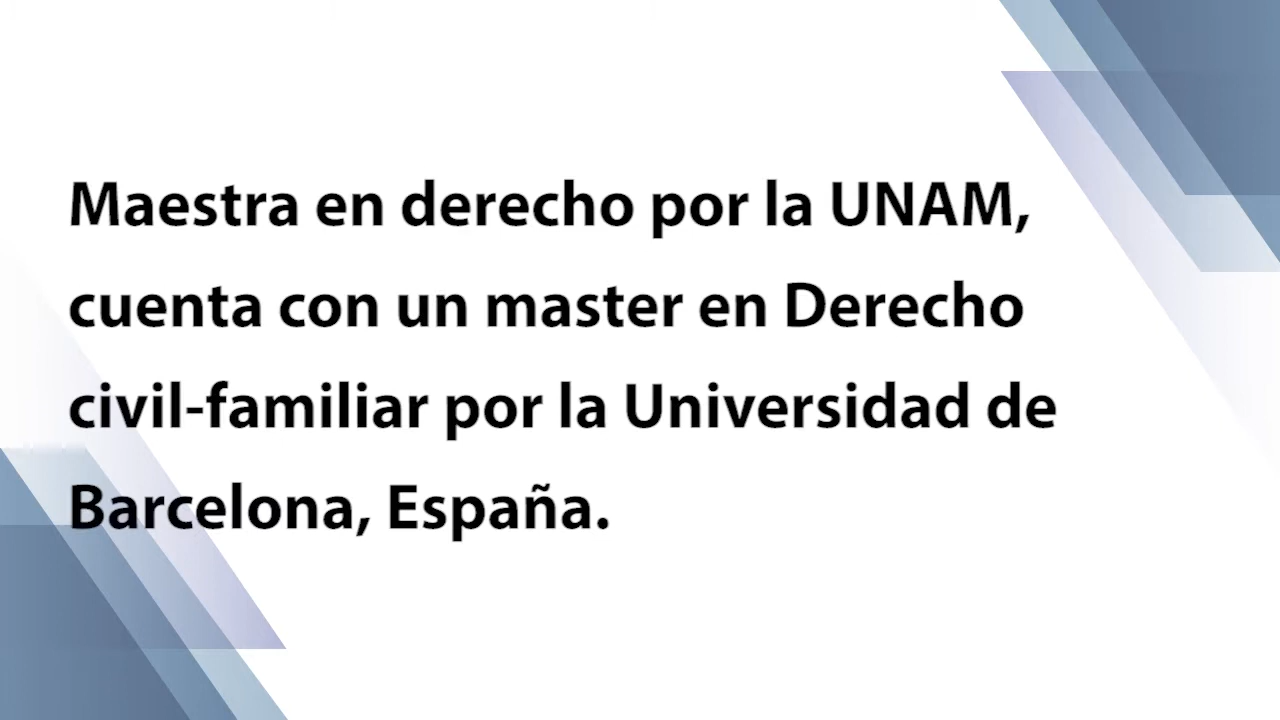 Maestra en derecho por la UNAM,
cuenta con un master en Derecho
civil-familiar por la Universidad de
Barcelona, España.